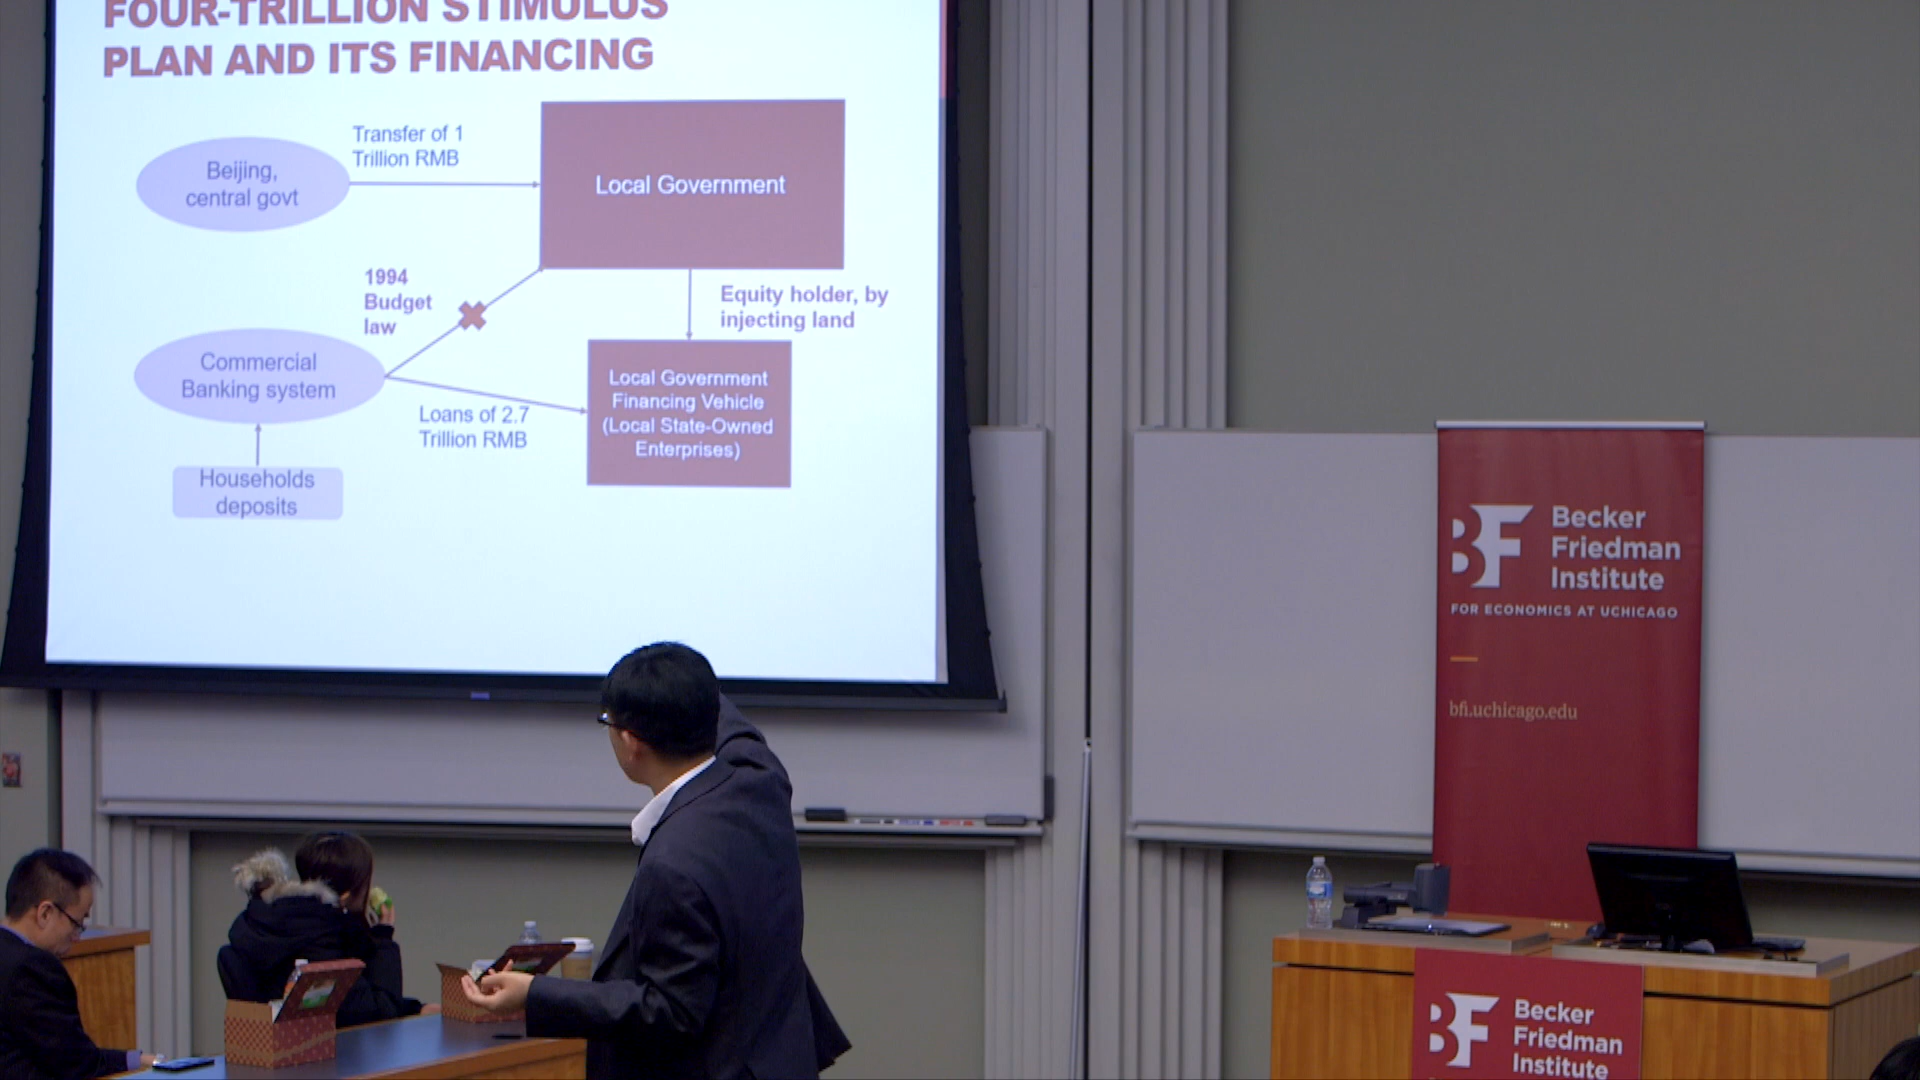 FOUR-TRILLION STIMULUS
PLAN AND ITS FINANCING
Transfer of 1
Trillion RMB
Beijing,
central govt
Local Government
1994
Budget
law
Equity holder, by
injecting land
Commercial
Banking system
Local Government
Financing Vehicle
(Local State-Owned
Enterprises)
Loans of 2.7
Trillion RMB
Households
deposits
BF
Becker
Friedman
Institute
FOR ECONOMICS AT UCHICAGO
bfi.uchicago.edu
BF
Becker
Friedman
Institute